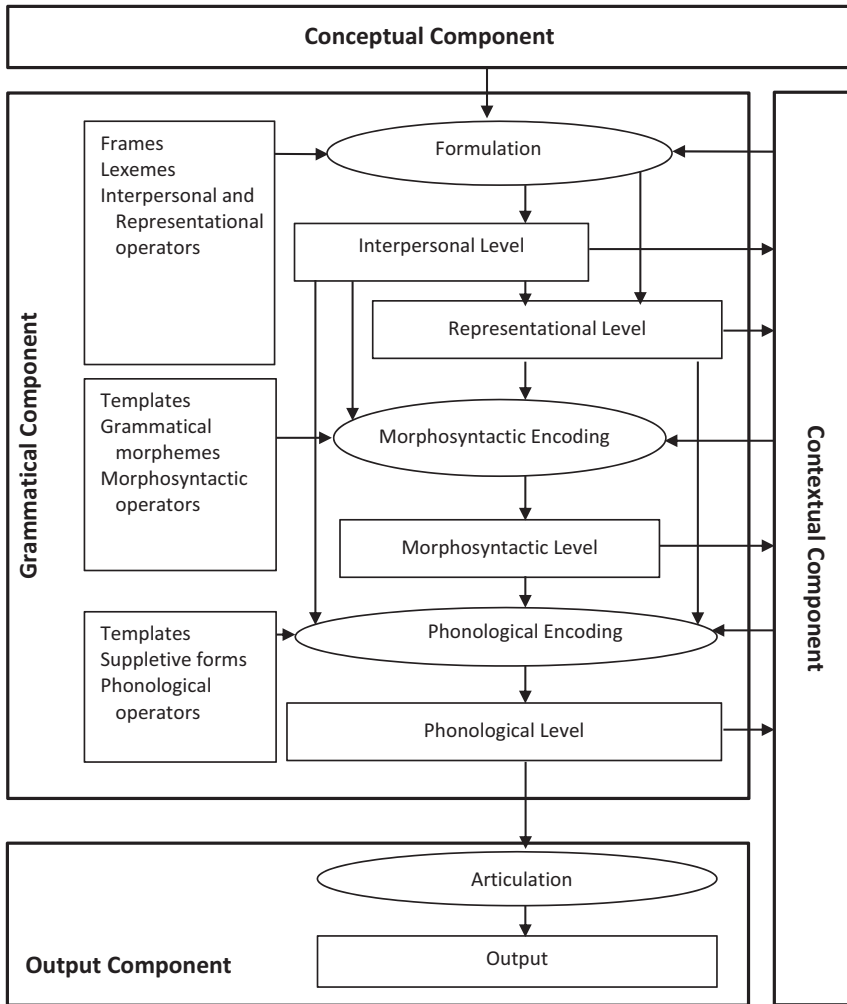 Conceptual Component
Grammatical Component
Frames
Lexemes
Interpersonal and
Representational
operators
Formulation
Interpersonal Level
Representational Level
Templates
Grammatical
morphemes
Morphosyntactic
operators
Morphosyntactic Encoding
Morphosyntactic Level
Templates
Suppletive forms
Phonological
operators
Phonological Encoding
Phonological Level
Contextual Component
Articulation
Output
Output Component